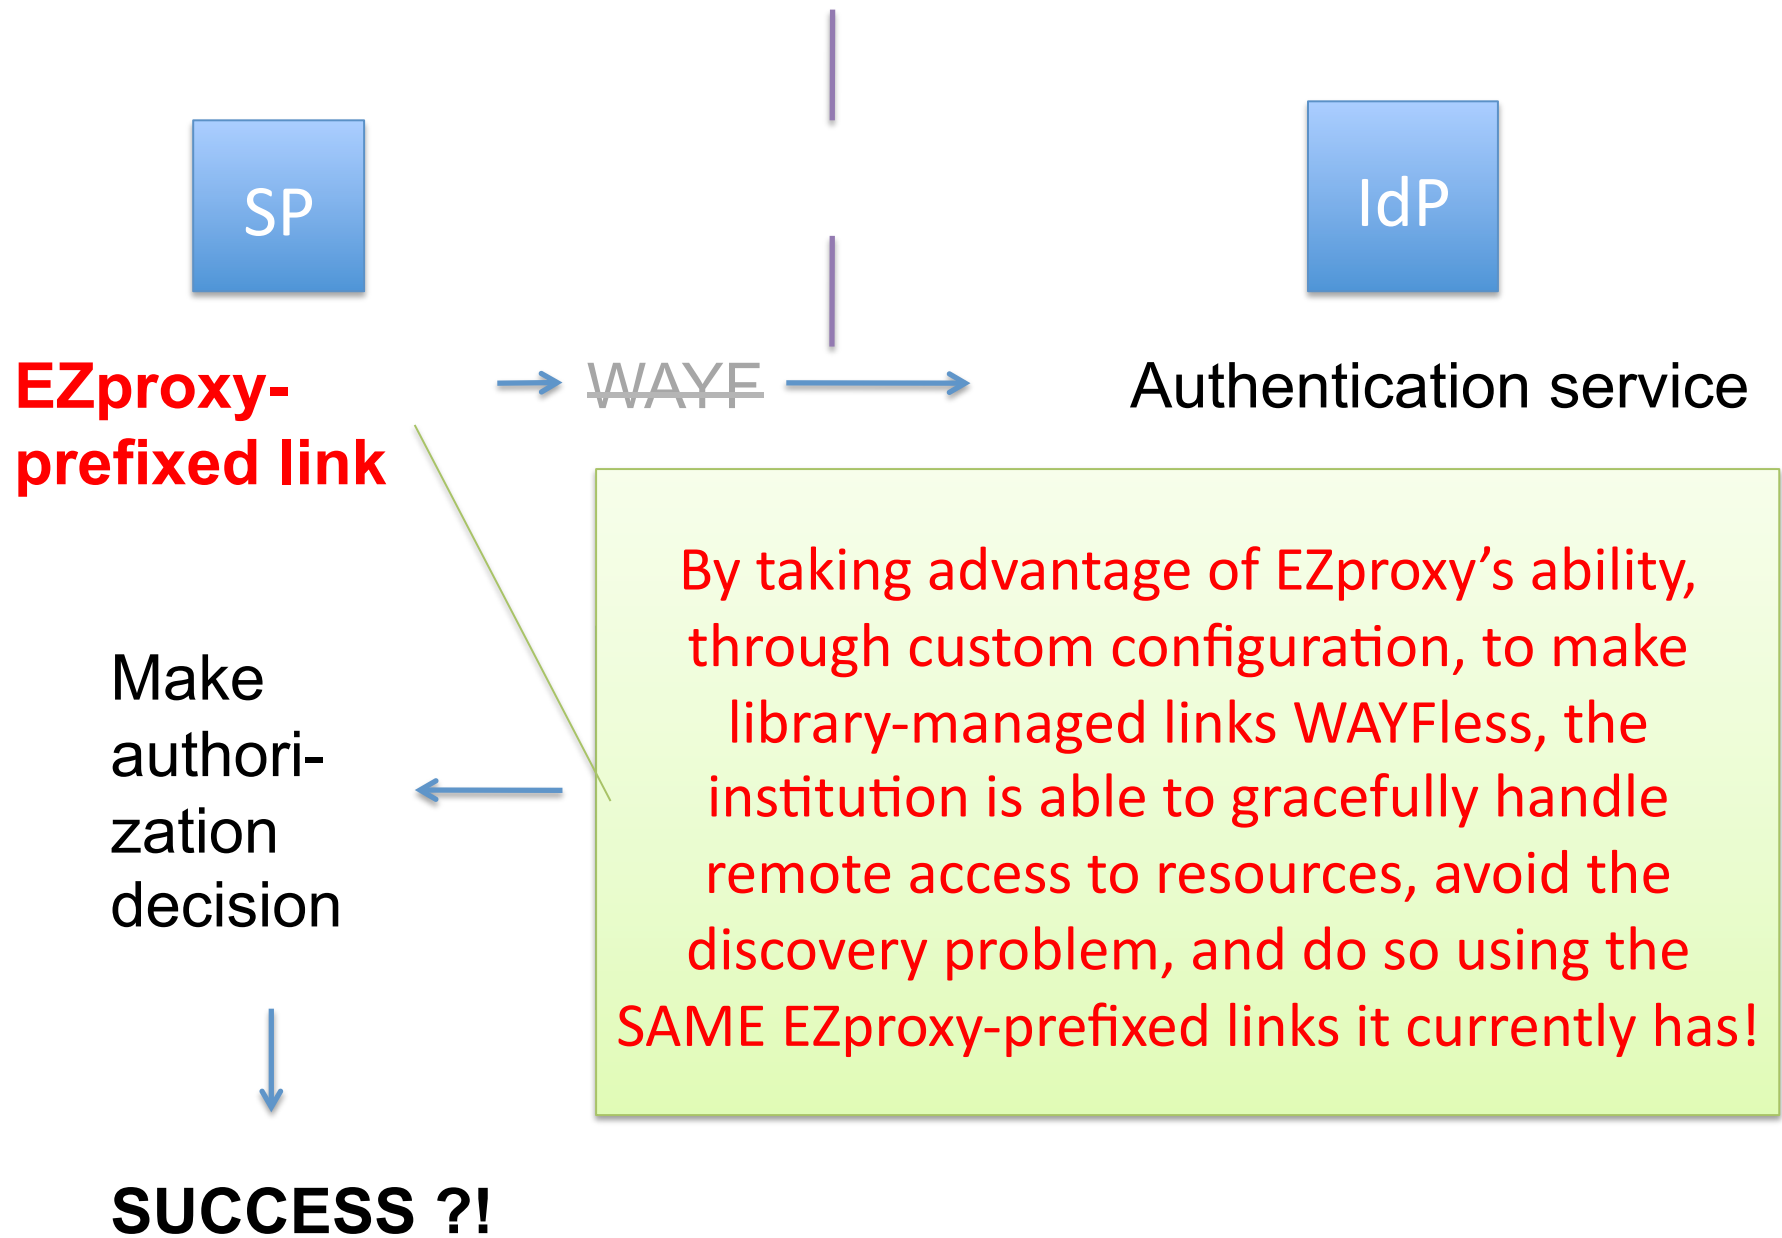 SP
IdP
EZproxy-
prefixed link
WAYF
Authentication service
By taking advantage of EZproxy’s ability,
through custom configuration, to make
library-managed links WAYFless, the
institution is able to gracefully handle
remote access to resources, avoid the
discovery problem, and do so using the
SAME EZproxy-prefixed links it currently has!
Make
authori-
zation
decision
SUCCESS ?!